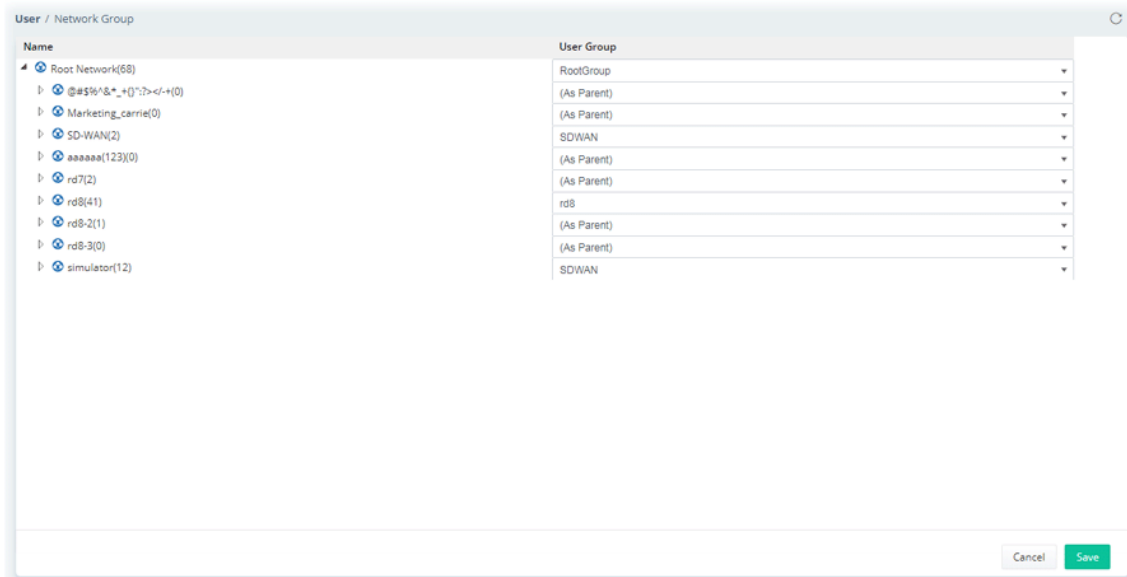 User / Network Group
Name User Group
Root Network(68) RootGroup
@#$%^&*_+{}":?></-+(0) (As Parent)
Marketing_carrie(0) (As Parent)
SD-WAN(2) SDWAN
aaaaaa(123)(0) (As Parent)
rd7(2) (As Parent)
rd8(41) rd8
rd8-2(1) (As Parent)
rd8-3(0) (As Parent)
simulator(12) SDWAN
Cancel Save